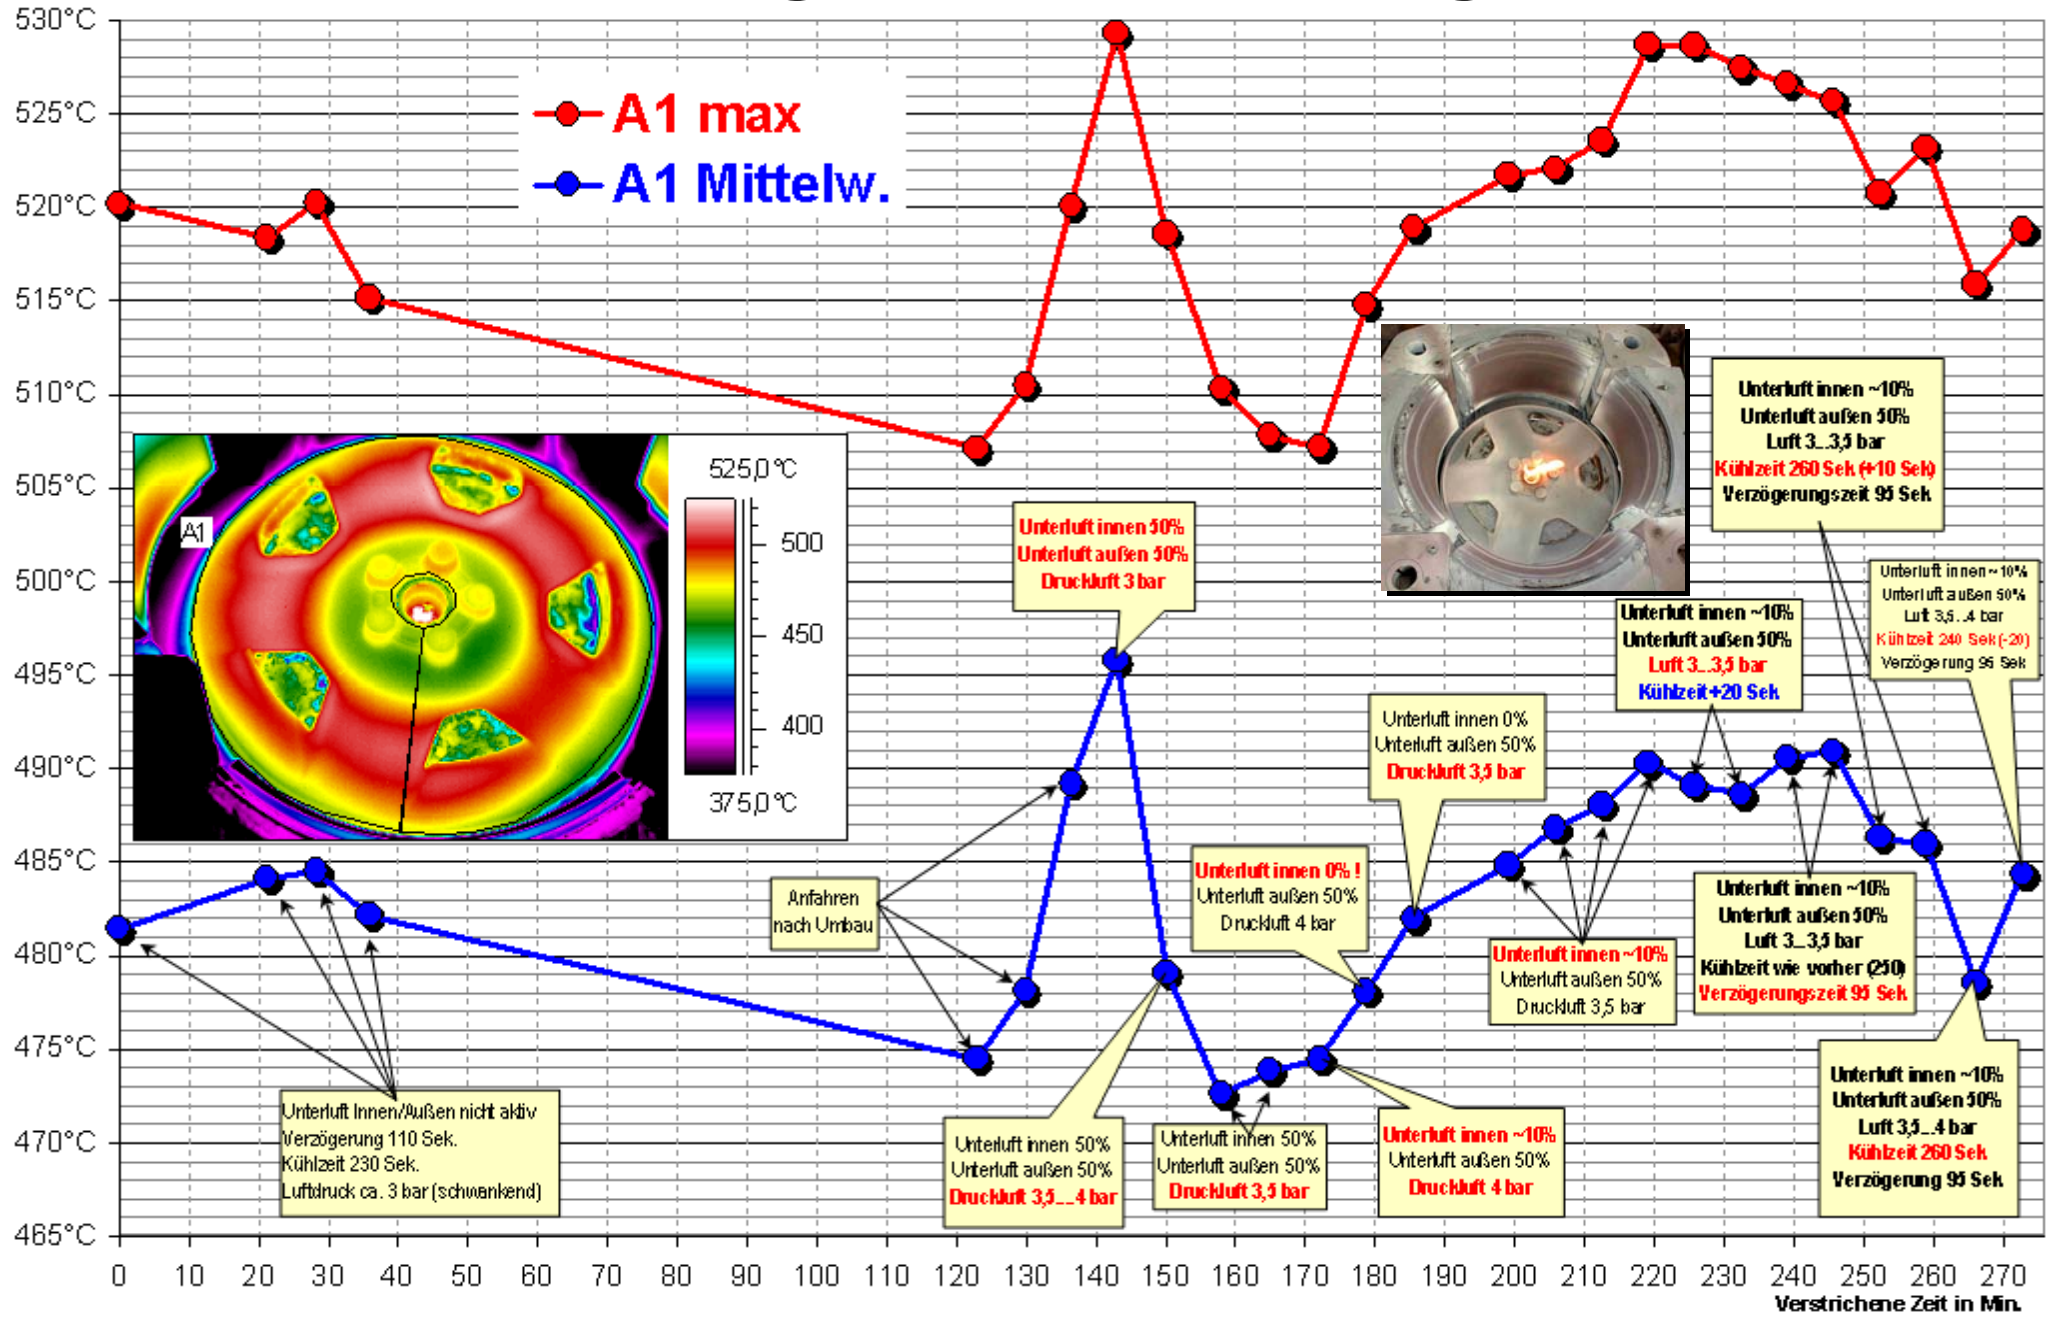 530°C
525°C
520°C
515°C
510°C
505°C
500°C
495°C
490°C
485°C
480°C
475°C
470°C
465°C
A1 max
A1 Mittelw.
A1
525,0 °C
500
450
400
375,0 °C
Unterluft innen 50%
Unterluft außen 50%
Druckluft 3 bar
Unterluft innen ~10%
Unterluft außen 50%
Luft 3...3,5 bar
Kühlzeit 260 Sek (+10 Sek)
Verzögerungszeit 95 Sek
Unterluft innen ~ 10%
Unterluft außen 50%
Luft 3,5...4 bar
Kühlzeit 240 Sek (-20)
Verzögerung 95 Sek
Unterluft innen ~10%
Unterluft außen 50%
Luft 3...3,5 bar
Kühlzeit +20 Sek
Unterluft innen 0%
Unterluft außen 50%
Druckluft 3,5 bar
Unterluft innen 0% !
Unterluft außen 50%
Druckluft 4 bar
Anfahren
nach Umbau
Unterluft innen ~10%
Unterluft außen 50%
Druckluft 3,5 bar
Unterluft innen ~10%
Unterluft außen 50%
Luft 3...3,5 bar
Kühlzeit wie vorher (250)
Verzögerungszeit 95 Sek
Unterluft Innen/Außen nicht aktiv
Verzögerung 110 Sek.
Kühlzeit 230 Sek.
Luftdruck ca. 3 bar (schwankend)
Unterluft innen 50%
Unterluft außen 50%
Druckluft 3,5....4 bar
Unterluft innen 50%
Unterluft außen 50%
Druckluft 3,5 bar
Unterluft innen ~10%
Unterluft außen 50%
Druckluft 4 bar
Unterluft innen ~10%
Unterluft außen 50%
Luft 3,5...4 bar
Kühlzeit 260 Sek
Verzögerung 95 Sek
0 10 20 30 40 50 60 70 80 90 100 110 120 130 140 150 160 170 180 190 200 210 220 230 240 250 260 270
Verstrichene Zeit in Min.